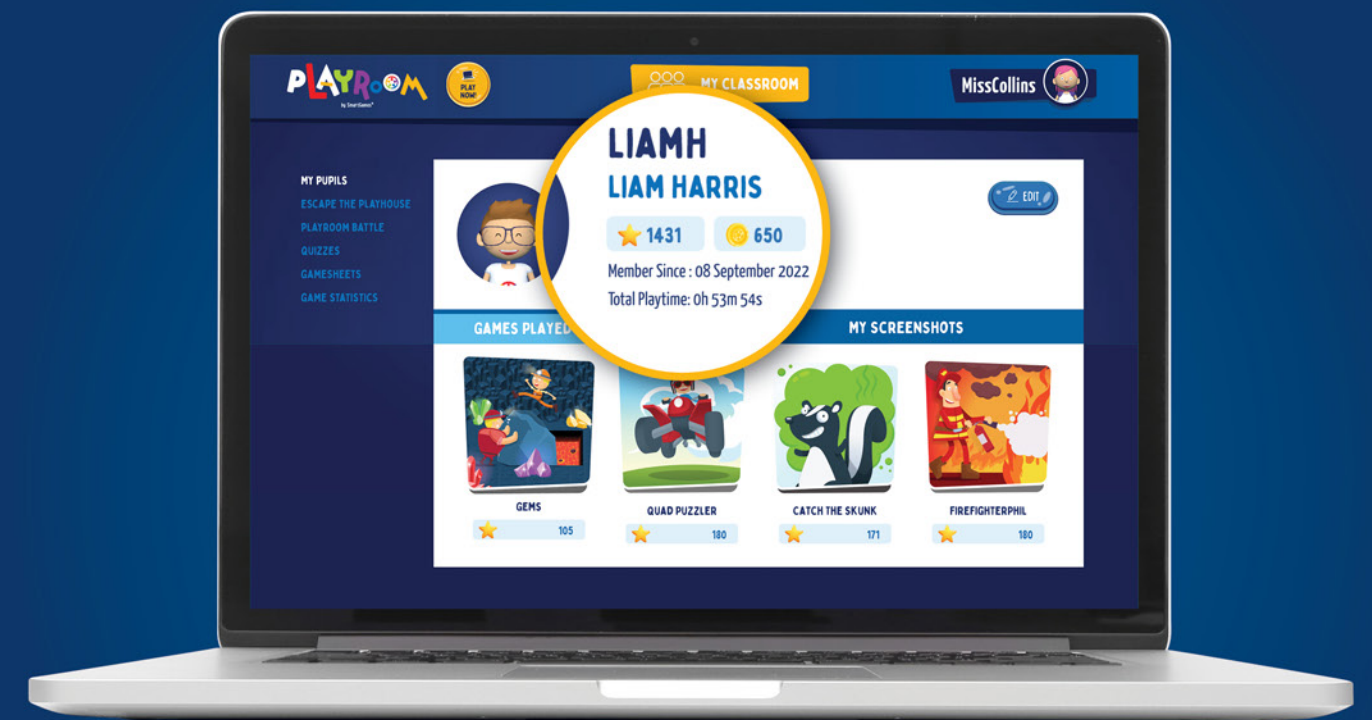 PLAYROOM
by SmartGames®
PLAY
NOW!
MY CLASSROOM
MissCollins
MY PUPILS
ESCAPE THE PLAYHOUSE
PLAYROOM BATTLE
QUIZZES
GAMESHEETS
GAME STATISTICS
LIAMH
LIAM HARRIS
1431 650
Member Since : 08 September 2022
Total Playtime: 0h 53m 54s
EDIT
GAMES PLAYED
MY SCREENSHOTS
GEMS
105
QUAD PUZZLER
180
CATCH THE SKUNK
171
FIREFIGHTERPHIL
180